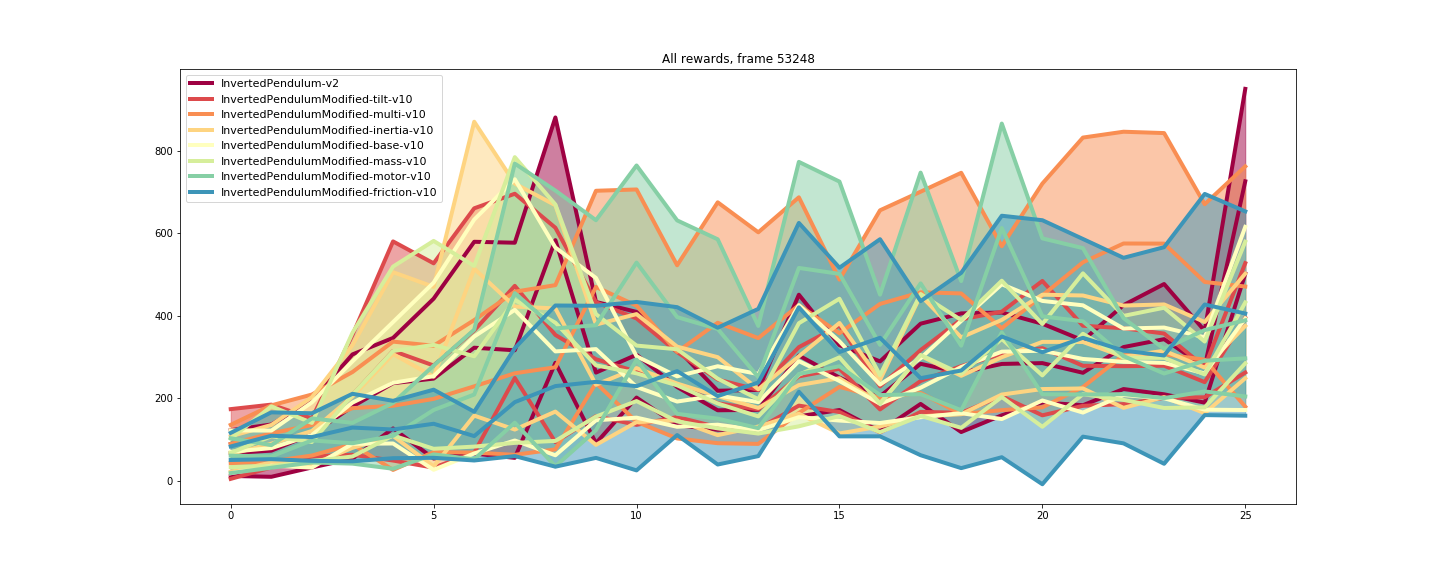 All rewards, frame 53248
InvertedPendulum-v2
InvertedPendulumModified-tilt-v10
InvertedPendulumModified-multi-v10
InvertedPendulumModified-inertia-v10
InvertedPendulumModified-base-v10
InvertedPendulumModified-mass-v10
InvertedPendulumModified-motor-v10
InvertedPendulumModified-friction-v10
800
600
400
200
0
0 5 10 15 20 25